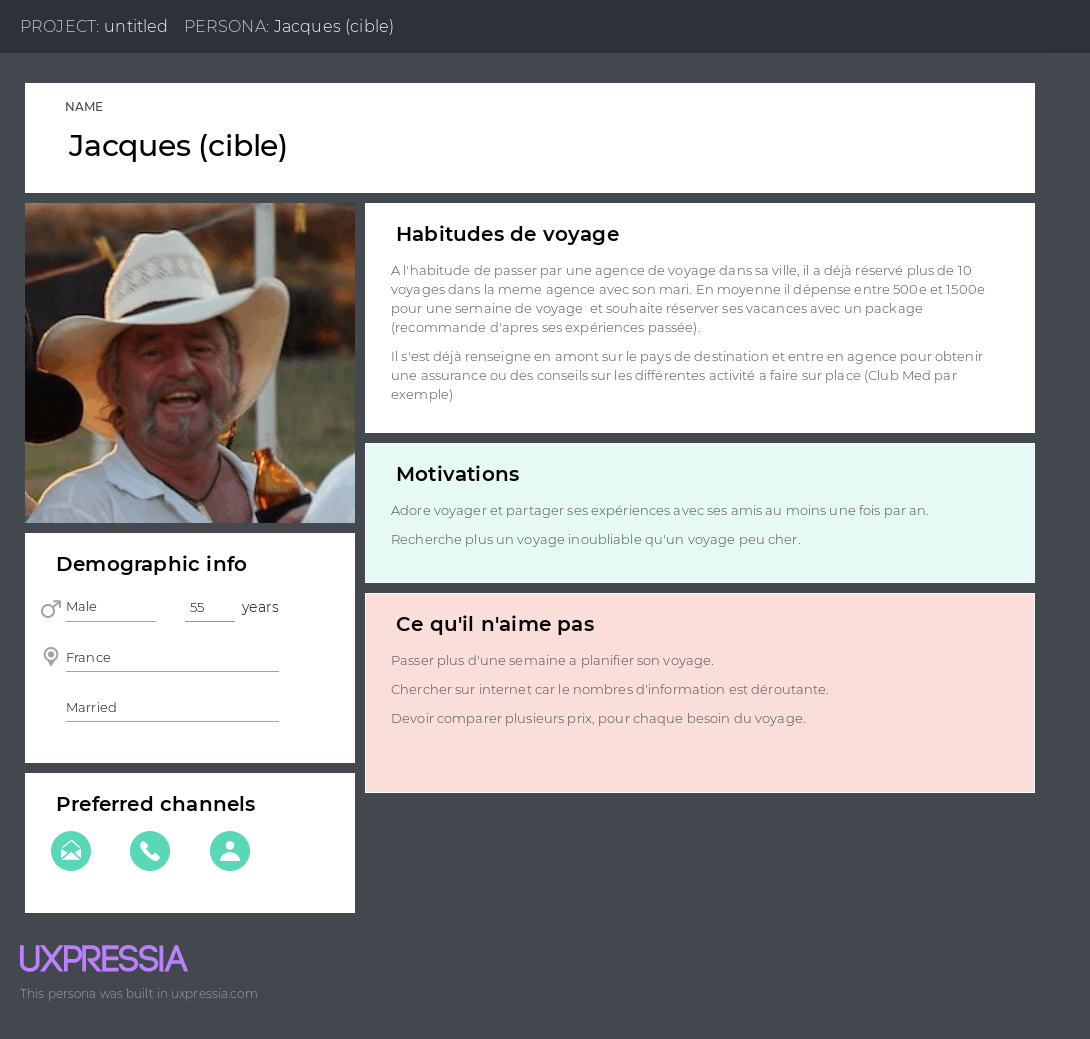 PROJECT: untitled PERSONA: Jacques (cible)
NAME
Jacques (cible)
Habitudes de voyage
A l'habitude de passer par une agence de voyage dans sa ville, il a déjà réservé plus de 10
voyages dans la meme agence avec son mari. En moyenne il dépense entre 500e et 1500e
pour une semaine de voyage  et souhaite réserver ses vacances avec un package
(recommande d'apres ses expériences passée).
Il s'est déjà renseigne en amont sur le pays de destination et entre en agence pour obtenir
une assurance ou des conseils sur les différentes activité a faire sur place (Club Med par
exemple)
Motivations
Adore voyager et partager ses expériences avec ses amis au moins une fois par an.
Recherche plus un voyage inoubliable qu'un voyage peu cher.
Ce qu'il n'aime pas
Passer plus d'une semaine a planifier son voyage.
Chercher sur internet car le nombres d'information est déroutante.
Devoir comparer plusieurs prix, pour chaque besoin du voyage.
Demographic info
Male 55 years
France
Married
Preferred channels
UXPRESSIA
This persona was built in uxpressia.com